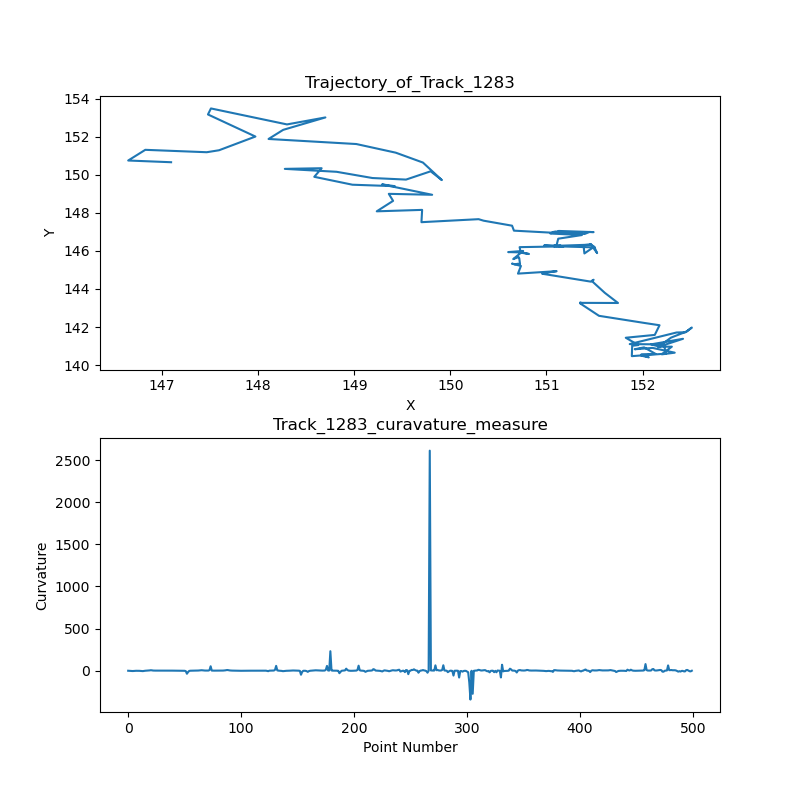 Trajectory_of_Track_1283
154
152
150
148
146
144
142
140
Y
147 148 149 150 151 152
X
Track_1283_curavature_measure
2500
2000
1500
1000
500
0
Curvature
0 100 200 300 400 500
Point Number